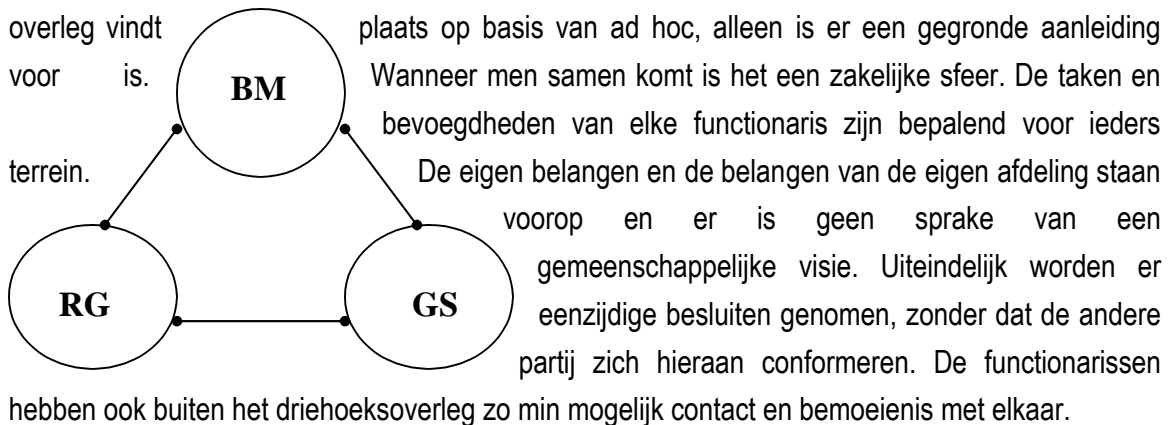 overleg vindt plaats op basis van ad hoc, alleen is er een gegronde aanleiding
voor is. Wanneer men samen komt is het een zakelijke sfeer. De taken en
BM
bevoegdheden van elke functionaris zijn bepalend voor ieders
terrein. De eigen belangen en de belangen van de eigen afdeling staan
voorop en er is geen sprake van een
gemeenschappelijke visie. Uiteindelijk worden er
RG GS
eenzijdige besluiten genomen, zonder dat de andere
partij zich hieraan conformeren. De functionarissen
hebben ook buiten het driehoeksoverleg zo min mogelijk contact en bemoeienis met elkaar.